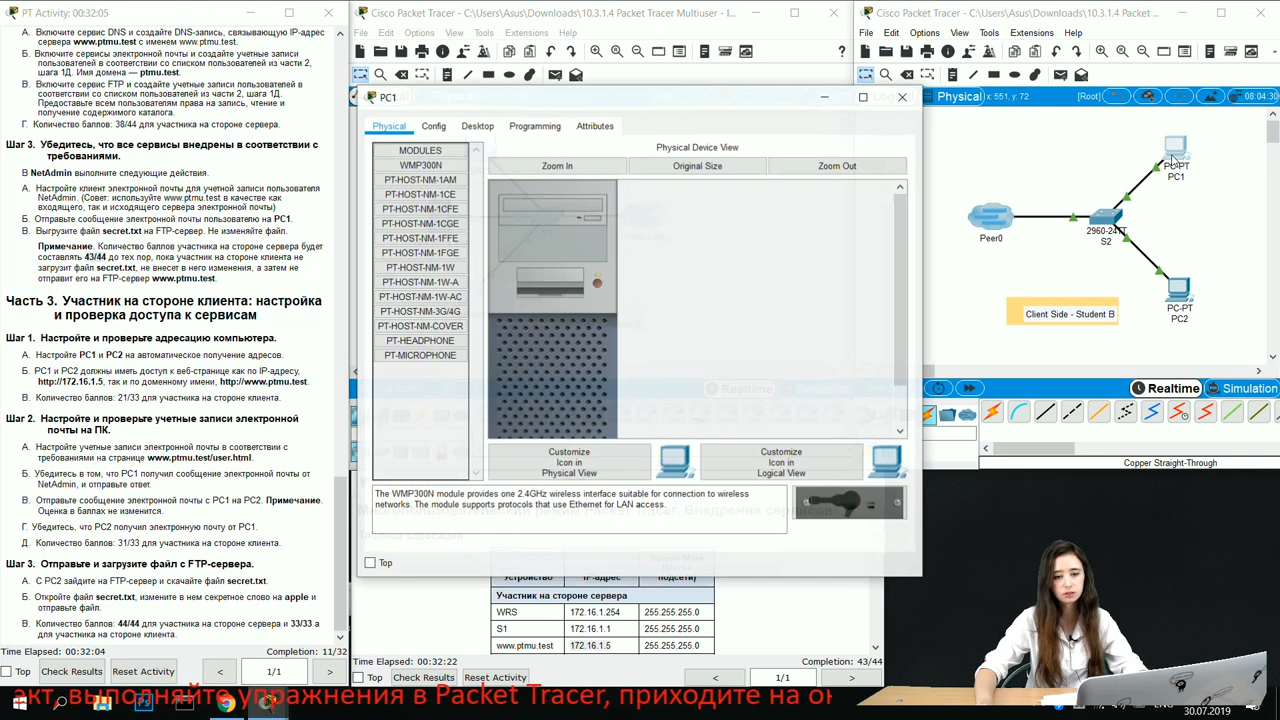 PT Activity: 00:32:05
А. Включите сервис DNS и создайте DNS-запись, связывающую IP-адрес
сервера www.ptmu.test с именем www.ptmu.test.
Б. Включите сервисы электронной почты и создайте учетные записи
пользователей в соответствии со списком пользователей из части 2,
шага 1Д. Имя домена — ptmu.test.
В. Включите сервис FTP и создайте учетные записи пользователей в
соответствии со списком пользователей из части 2, шага 1Д.
Предоставьте всем пользователям права на запись, чтение и
получение содержимого каталога.
Г. Количество баллов: 38/44 для участника на стороне сервера.
Шаг 3. Убедитесь, что все сервисы внедрены в соответствии с
требованиями.
В NetAdmin выполните следующие действия.
А. Настройте клиент электронной почты для учетной записи пользователя
NetAdmin. (Совет: используйте www.ptmu.test в качестве как
входящего, так и исходящего сервера электронной почты)
Б. Отправьте сообщение электронной почты пользователю на PC1.
В. Выгрузите файл secret.txt на FTP-сервер. Не изменяйте файл.
Примечание. Количество баллов участника на стороне сервера будет
составлять 43/44 до тех пор, пока участник на стороне клиента не
загрузит файл secret.txt, не внесет в него изменения, а затем не
отправит его на FTP-сервер www.ptmu.test.
Часть 3. Участник на стороне клиента: настройка
и проверка доступа к сервисам
Шаг 1. Настройте и проверьте адресацию компьютера.
А. Настройте PC1 и PC2 на автоматическое получение адресов.
Б. PC1 и PC2 должны иметь доступ к веб-странице как по IP-адресу,
http://172.16.1.5, так и по доменному имени, http://www.ptmu.test.
В. Количество баллов: 21/33 для участника на стороне клиента.
Шаг 2. Настройте и проверьте учетные записи электронной
почты на ПК.
А. Настройте учетные записи электронной почты в соответствии с
требованиями на странице www.ptmu.test/user.html.
Б. Убедитесь в том, что PC1 получил сообщение электронной почты от
NetAdmin, и отправьте ответ.
В. Отправьте сообщение электронной почты с PC1 на PC2. Примечание.
Оценка в баллах не изменится.
Г. Убедитесь, что PC2 получил электронную почту от PC1.
Д. Количество баллов: 31/33 для участника на стороне клиента.
Шаг 3. Отправьте и загрузите файл с FTP-сервера.
А. С PC2 зайдите на FTP-сервер и скачайте файл secret.txt.
Б. Откройте файл secret.txt, измените в нем секретное слово на apple и
отправьте файл.
В. Количество баллов: 44/44 для участника на стороне сервера и 33/33 а
для участника на стороне клиента.
Time Elapsed: 00:32:04 Completion: 11/32
Top Check Results Reset Activity < 1/1 >
Cisco Packet Tracer - C:\Users\Asus\Downloads\10.3.1.4 Packet Tracer Multiuser - I...
File Edit Options View Tools Extensions Help
PC1
Physical Config Desktop Programming Attributes
MODULES
WMP300N
PT-HOST-NM-1AM
PT-HOST-NM-1CE
PT-HOST-NM-1CFE
PT-HOST-NM-1CGE
PT-HOST-NM-1FFE
PT-HOST-NM-1FGE
PT-HOST-NM-1W
PT-HOST-NM-1W-A
PT-HOST-NM-1W-AC
PT-HOST-NM-3G/4G
PT-HOST-NM-COVER
PT-HEADPHONE
PT-MICROPHONE
Physical Device View
Zoom In Original Size Zoom Out
Customize
Icon in
Physical View
Customize
Icon in
Logical View
The WMP300N module provides one 2.4GHz wireless interface suitable for connection to wireless
networks. The module supports protocols that use Ethernet for LAN access.
Top
Устройство IP-адрес подсети)
Участник на стороне сервера
WRS 172.16.1.254 255.255.255.0
S1 172.16.1.1 255.255.255.0
www.ptmu.test 172.16.1.5 255.255.255.0
Time Elapsed: 00:32:22 Completion: 43/44
Top Check Results Reset Activity < 1/1 >
Cisco Packet Tracer - C:\Users\Asus\Downloads\10.3.1.4 Packet ...
File Edit Options View Tools Extensions Help
Physical x: 551, y: 72 [Root] 08:04:30
PC-PT
PC1
Peer0
2960-24TT
S2
PC-PT
PC2
Client Side - Student B
Realtime Simulation
Copper Straight-Through
акт, выполняйте упражнения в Packet Tracer, приходите на он
ENG
30.07.2019